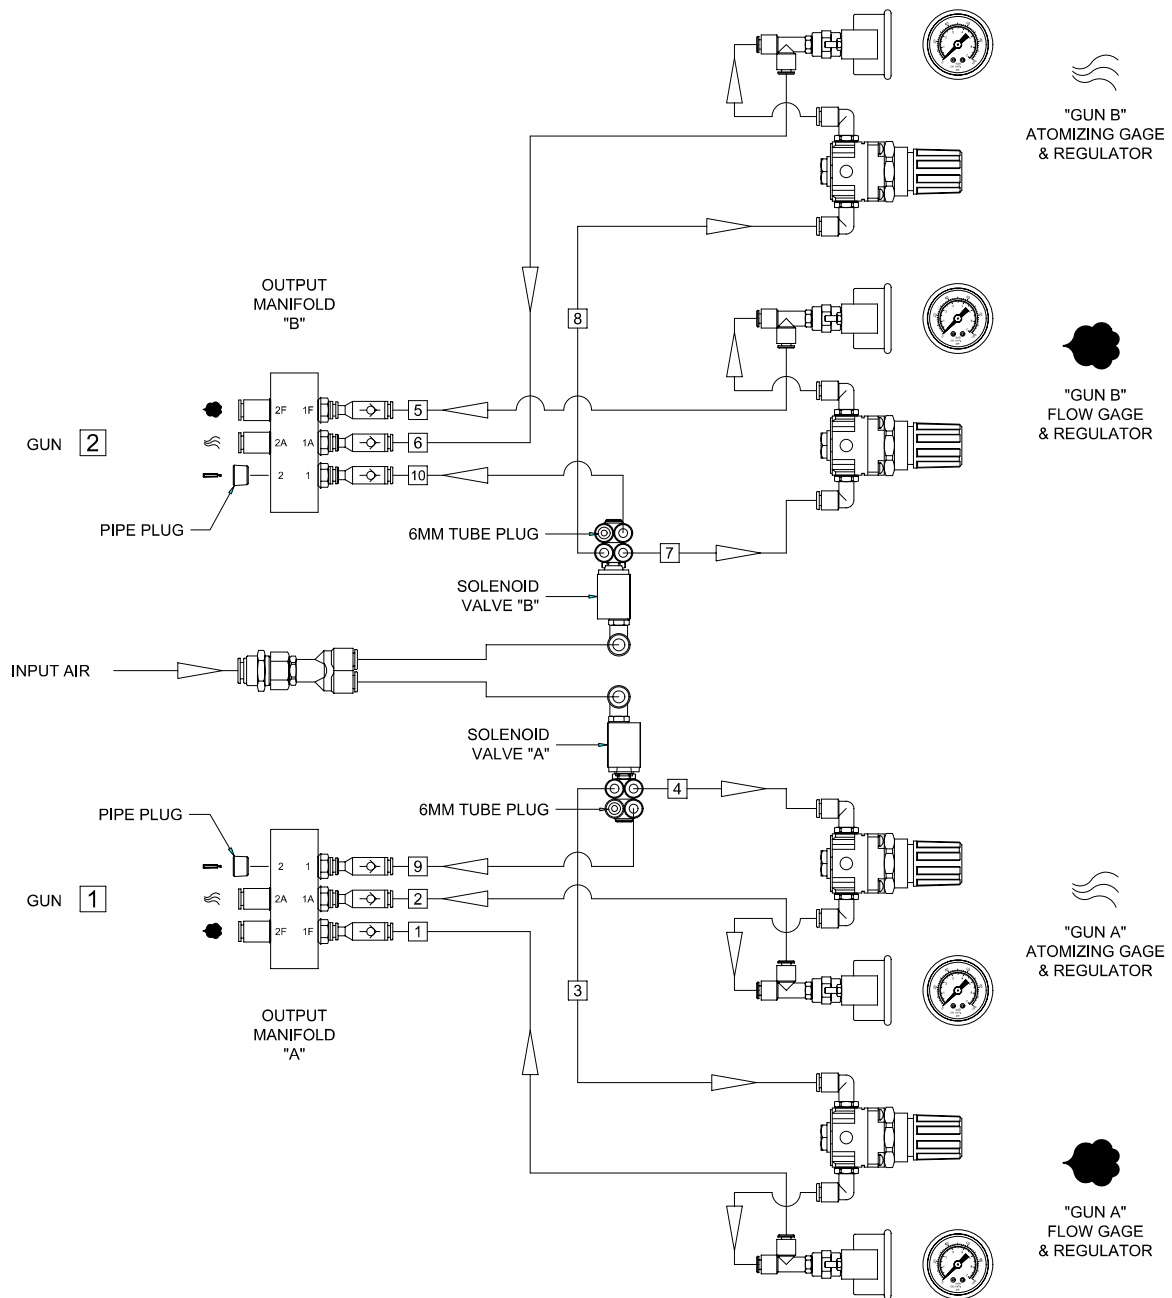 "GUN B"
ATOMIZING GAGE
& REGULATOR
OUTPUT
MANIFOLD
"B"
8
"GUN B"
FLOW GAGE
& REGULATOR
2F 1F 5
GUN 2
2A 1A 6
2 1 10
PIPE PLUG
6MM TUBE PLUG
7
SOLENOID
VALVE "B"
INPUT AIR
SOLENOID
VALVE "A"
4
PIPE PLUG
6MM TUBE PLUG
2 1 9
GUN 1
2A 1A 2
2F 1F 1
"GUN A"
ATOMIZING GAGE
& REGULATOR
3
OUTPUT
MANIFOLD
"A"
"GUN A"
FLOW GAGE
& REGULATOR